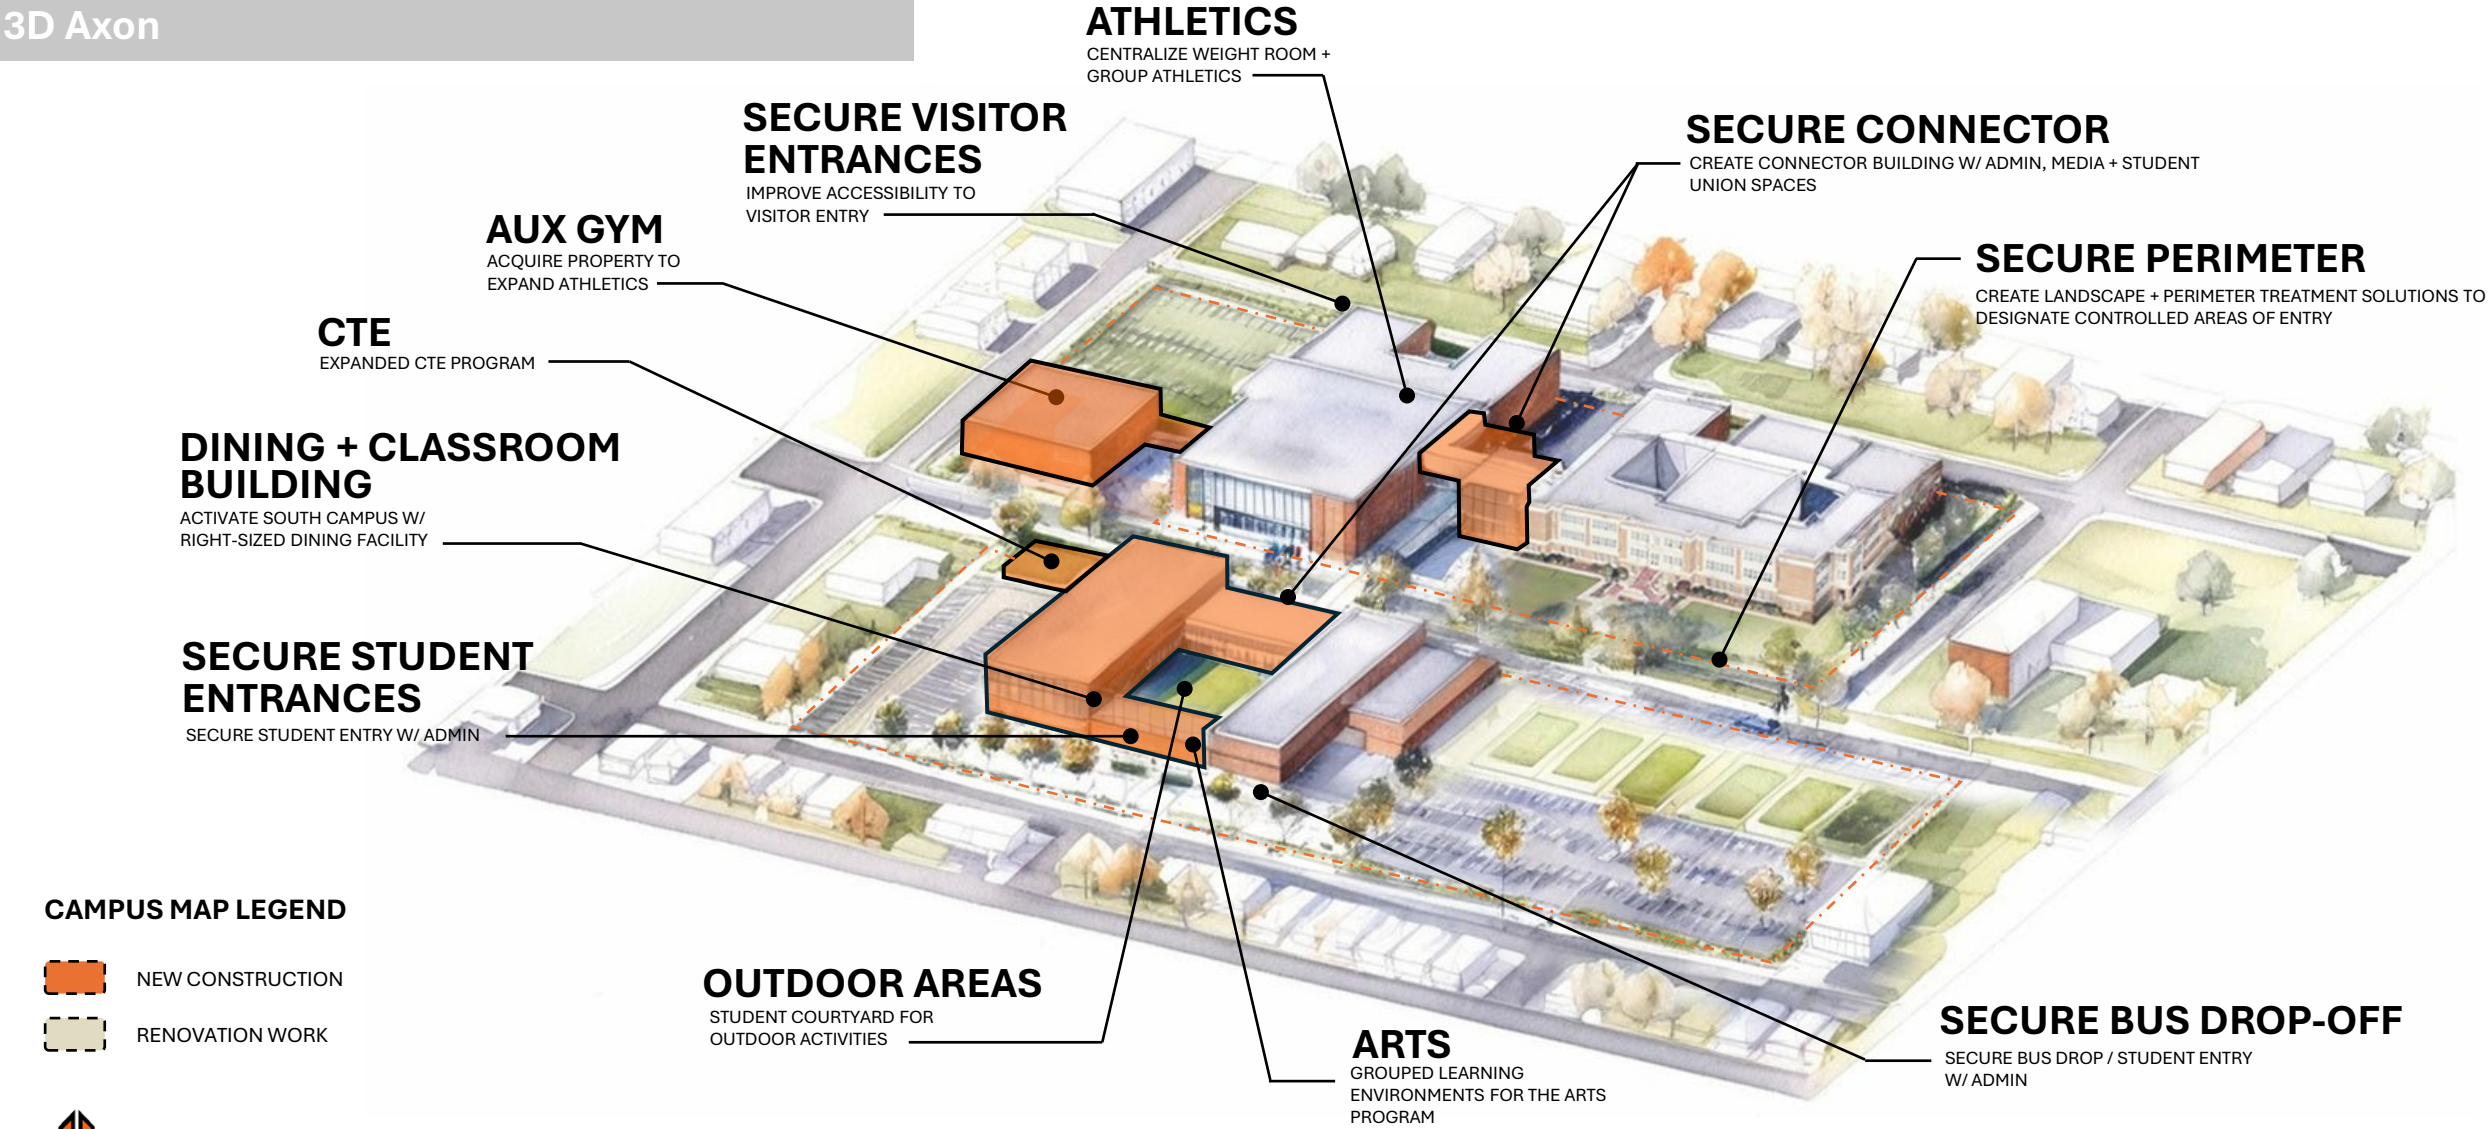 3D Axon
ATHLETICS
CENTRALIZE WEIGHT ROOM +
GROUP ATHLETICS
SECURE VISITOR
ENTRANCES
IMPROVE ACCESSIBILITY TO
VISITOR ENTRY
SECURE CONNECTOR
CREATE CONNECTOR BUILDING W/ ADMIN, MEDIA + STUDENT
UNION SPACES
AUX GYM
ACQUIRE PROPERTY TO
EXPAND ATHLETICS
SECURE PERIMETER
CREATE LANDSCAPE + PERIMETER TREATMENT SOLUTIONS TO
DESIGNATE CONTROLLED AREAS OF ENTRY
CTE
EXPANDED CTE PROGRAM
DINING + CLASSROOM
BUILDING
ACTIVATE SOUTH CAMPUS W/
RIGHT-SIZED DINING FACILITY
SECURE STUDENT
ENTRANCES
SECURE STUDENT ENTRY W/ ADMIN
CAMPUS MAP LEGEND
NEW CONSTRUCTION
RENOVATION WORK
OUTDOOR AREAS
STUDENT COURTYARD FOR
OUTDOOR ACTIVITIES
ARTS
GROUPED LEARNING
ENVIRONMENTS FOR THE ARTS
PROGRAM
SECURE BUS DROP-OFF
SECURE BUS DROP / STUDENT ENTRY
W/ ADMIN